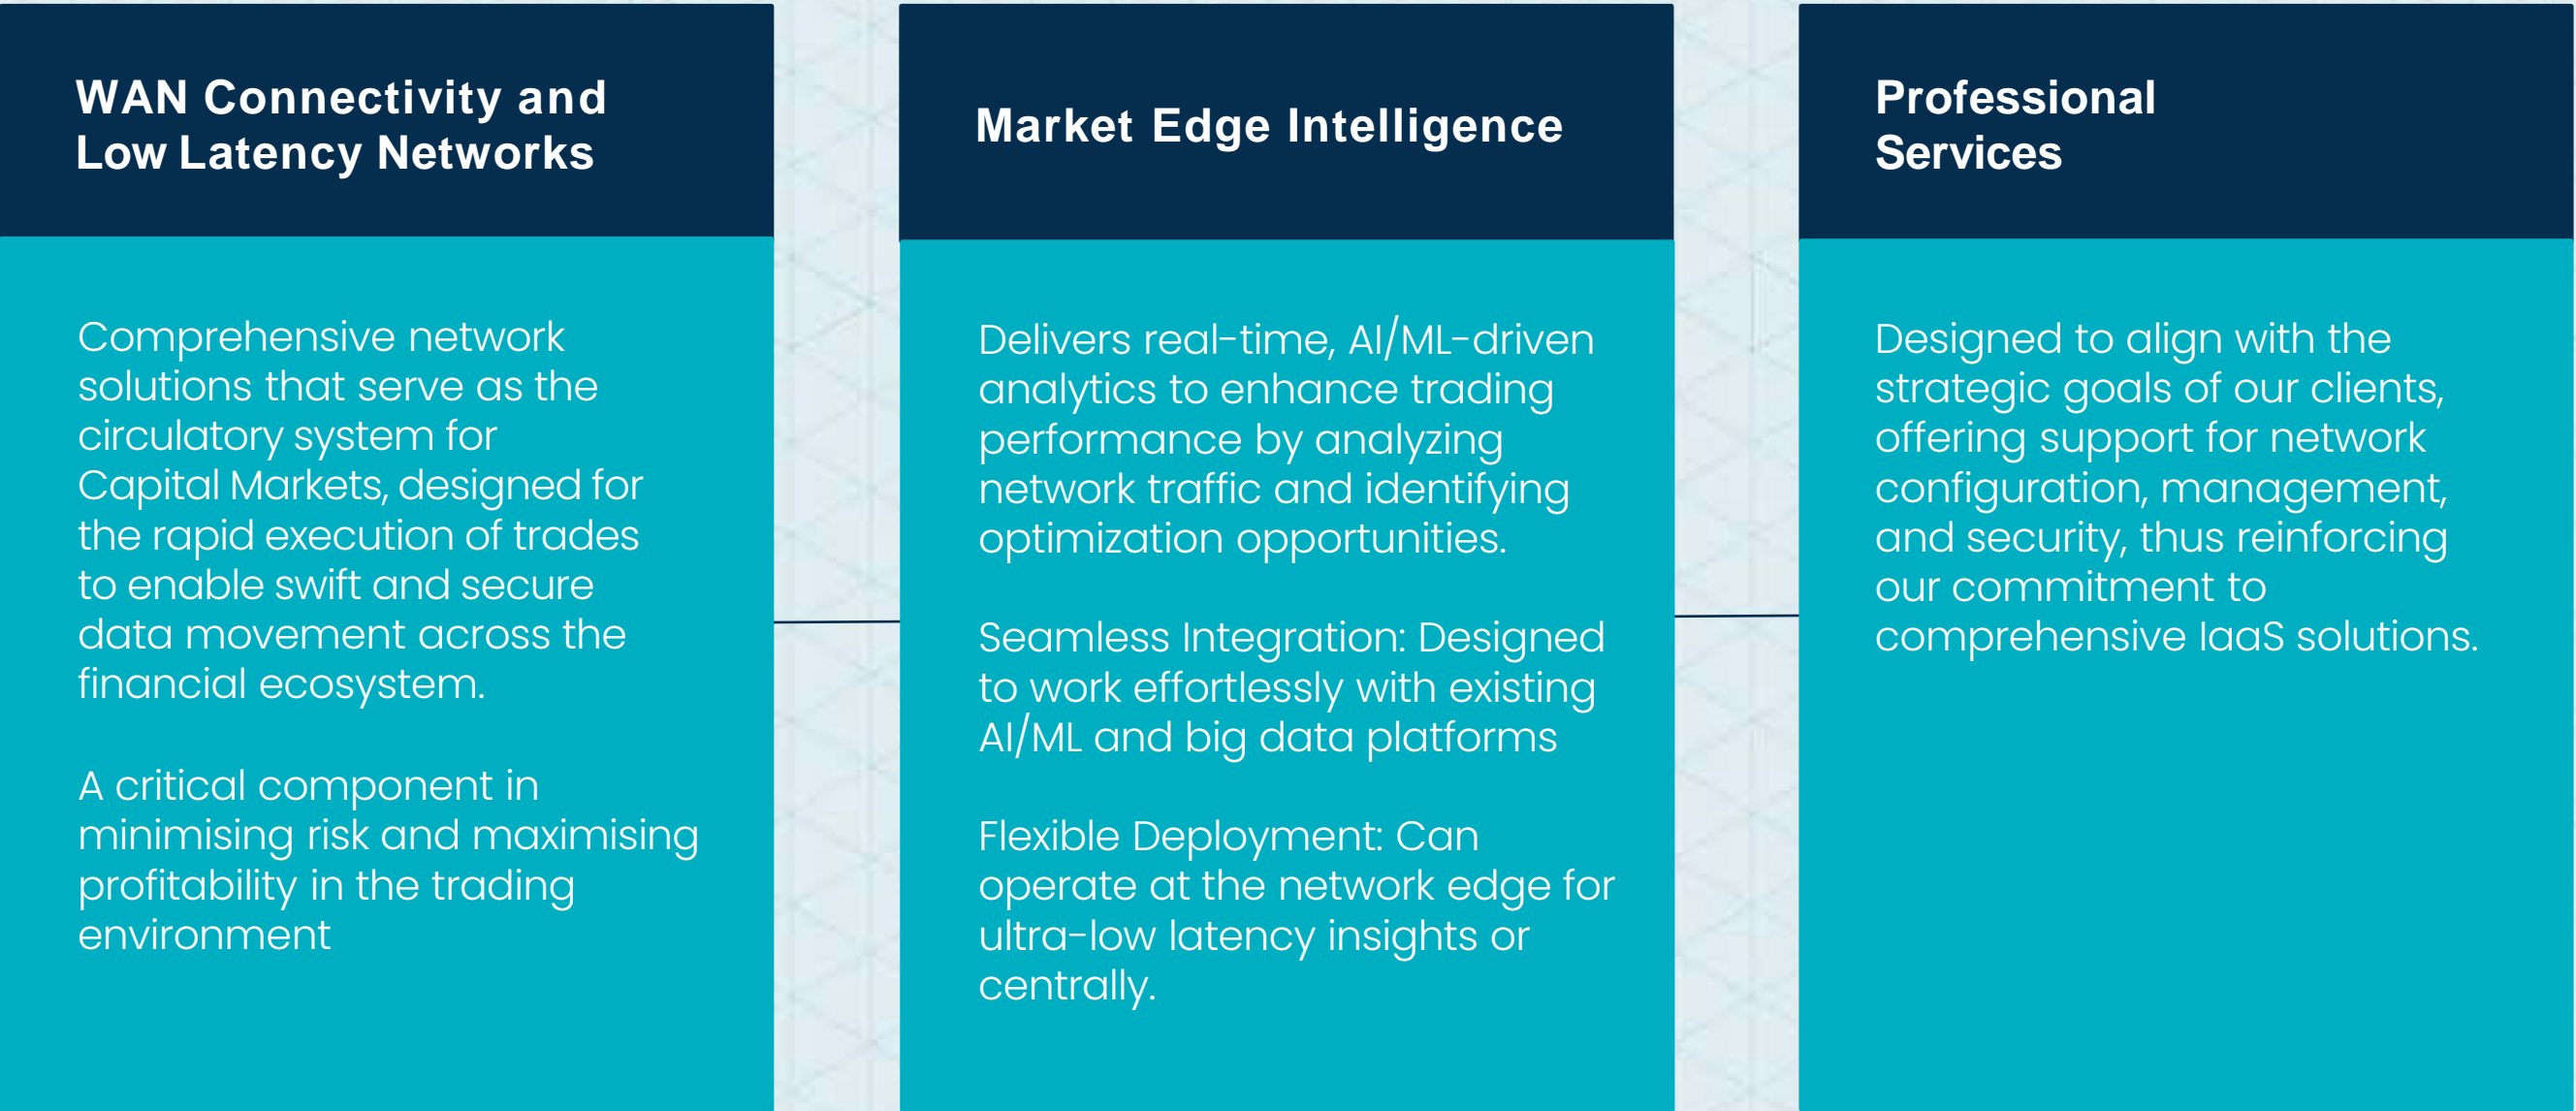 WAN Connectivity and
Low Latency Networks
Comprehensive network
solutions that serve as the
circulatory system for
Capital Markets, designed for
the rapid execution of trades
to enable swift and secure
data movement across the
financial ecosystem.
A critical component in
minimising risk and maximising
profitability in the trading
environment
Market Edge Intelligence
Delivers real-time, AI/ML-driven
analytics to enhance trading
performance by analyzing
network traffic and identifying
optimization opportunities.
Seamless Integration: Designed
to work effortlessly with existing
AI/ML and big data platforms
Flexible Deployment: Can
operate at the network edge for
ultra-low latency insights or
centrally.
Professional
Services
Designed to align with the
strategic goals of our clients,
offering support for network
configuration, management,
and security, thus reinforcing
our commitment to
comprehensive IaaS solutions.